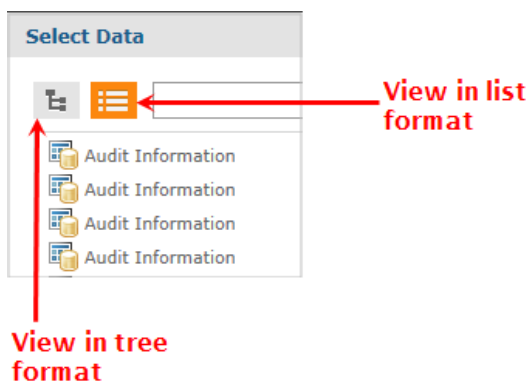 Select Data
View in list
format
Audit Information
Audit Information
Audit Information
Audit Information
View in tree
format